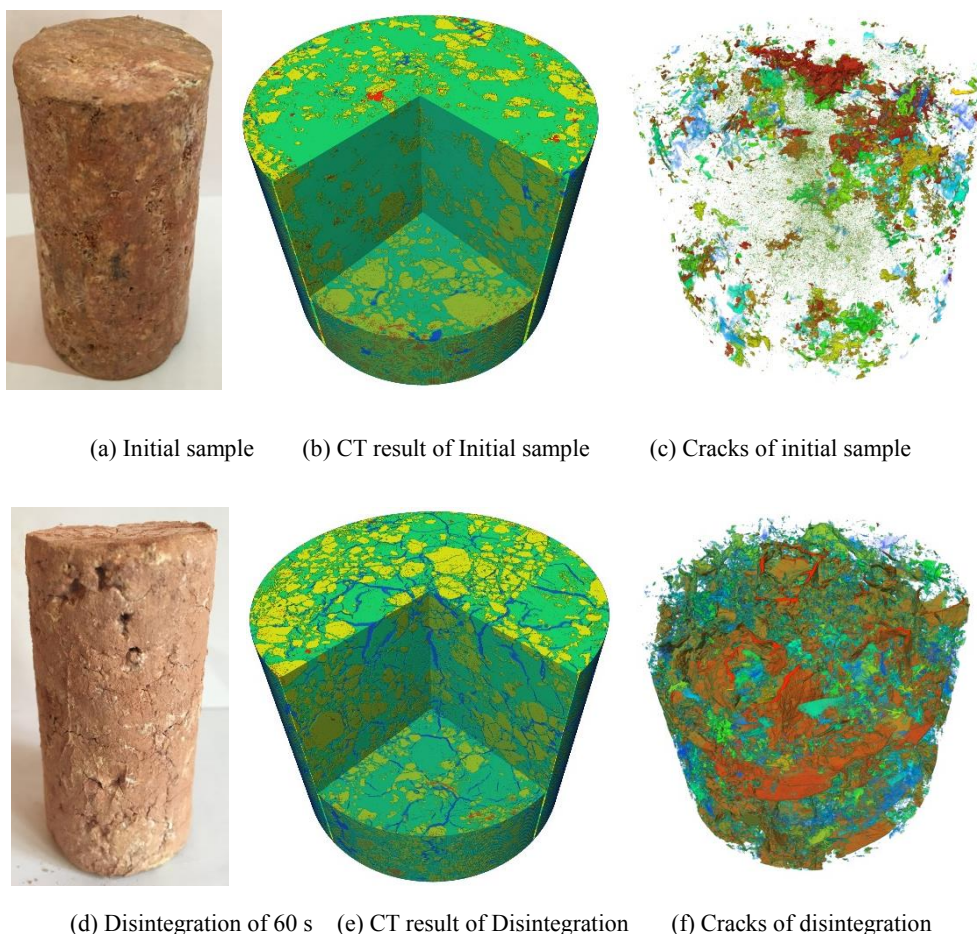 (a) Initial sample (b) CT result of Initial sample (c) Cracks of initial sample
(d) Disintegration of 60 s (e) CT result of Disintegration (f) Cracks of disintegration